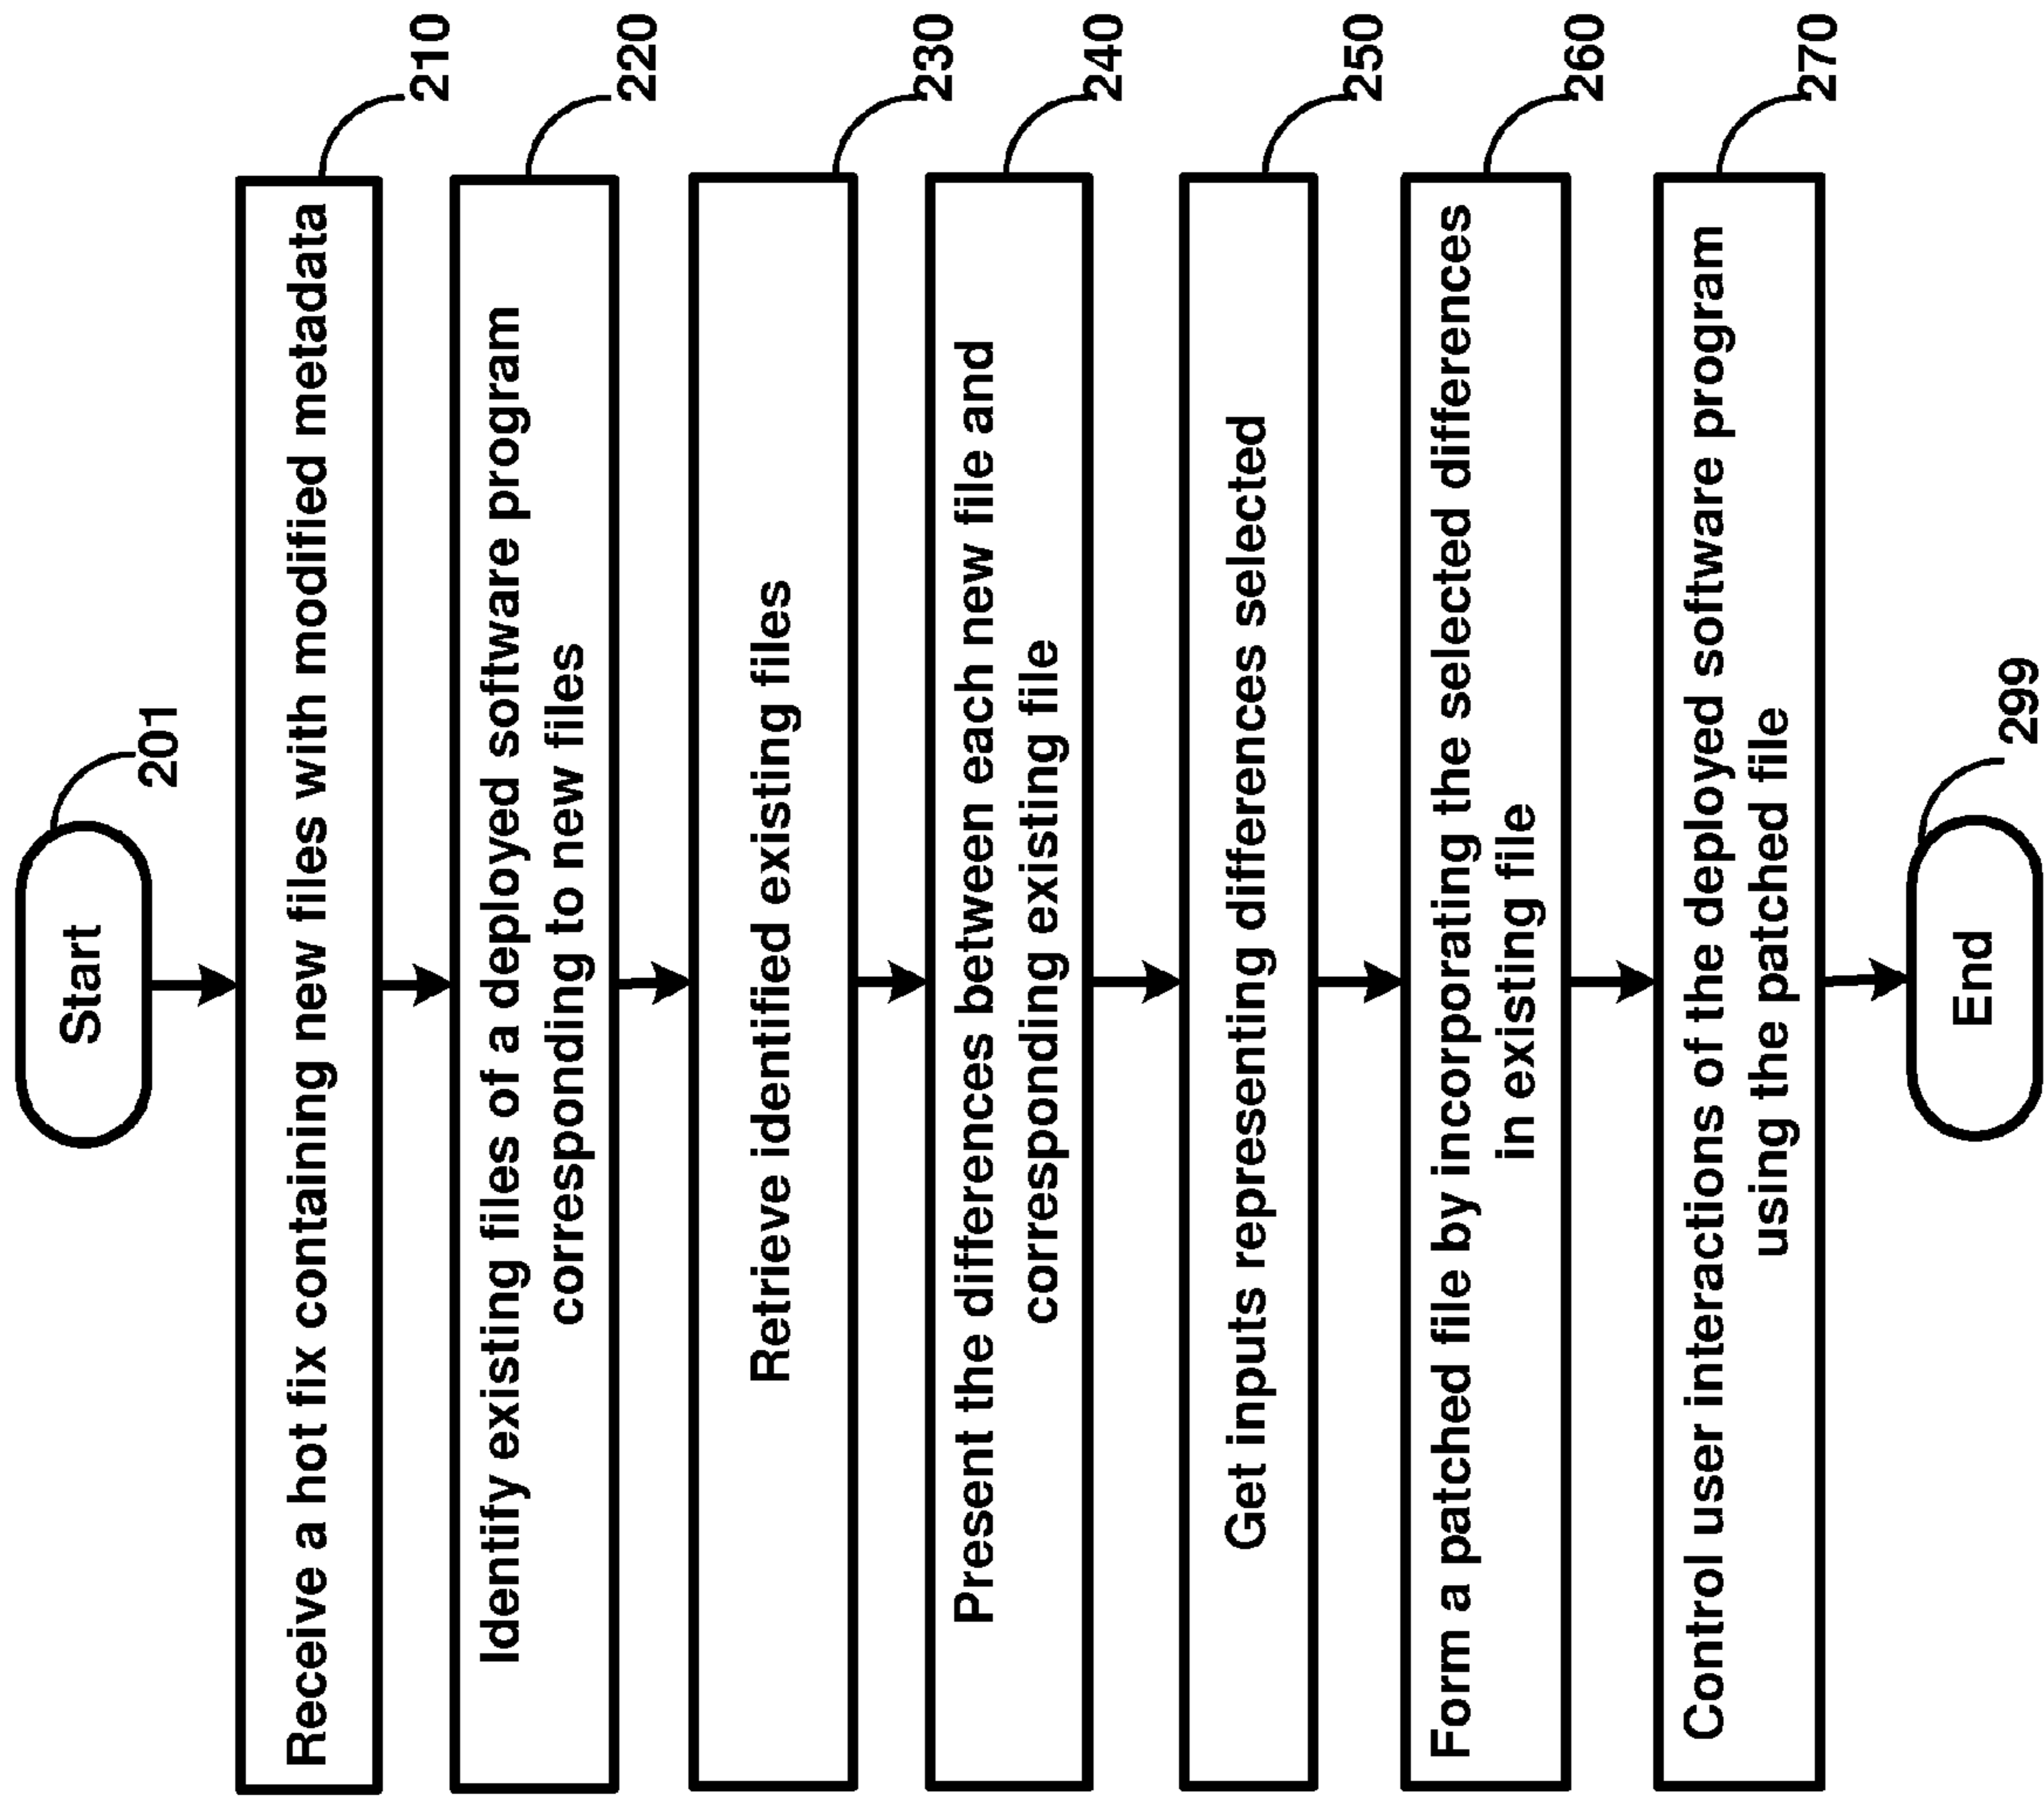 Start
201
Receive a hot fix containing new files with modified metadata
210
Identify existing files of a deployed software program
corresponding to new files
220
Retrieve identified existing files
230
Present the differences between each new file and
corresponding existing file
240
Get inputs representing differences selected
250
Form a patched file by incorporating the selected differences
in existing file
260
Control user interactions of the deployed software program
using the patched file
270
End
299